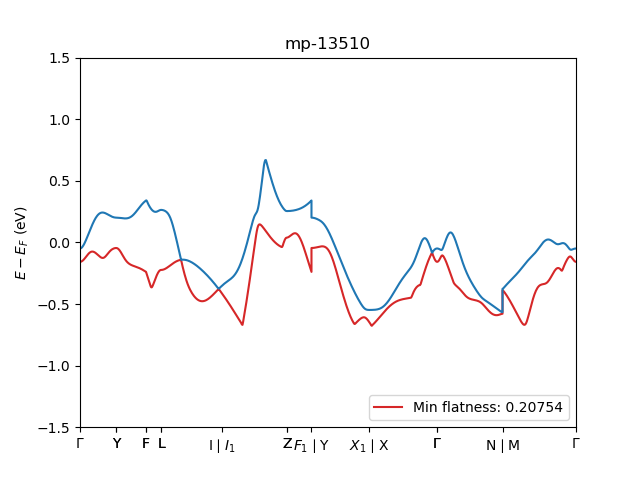 mp-13510
1.5
1.0
0.5
0.0
−0.5
−1.0
−1.5
E − E_F (eV)
Min flatness: 0.20754
Γ Y F L I | I₁ Z F₁ | Y X₁ | X Γ N | M Γ